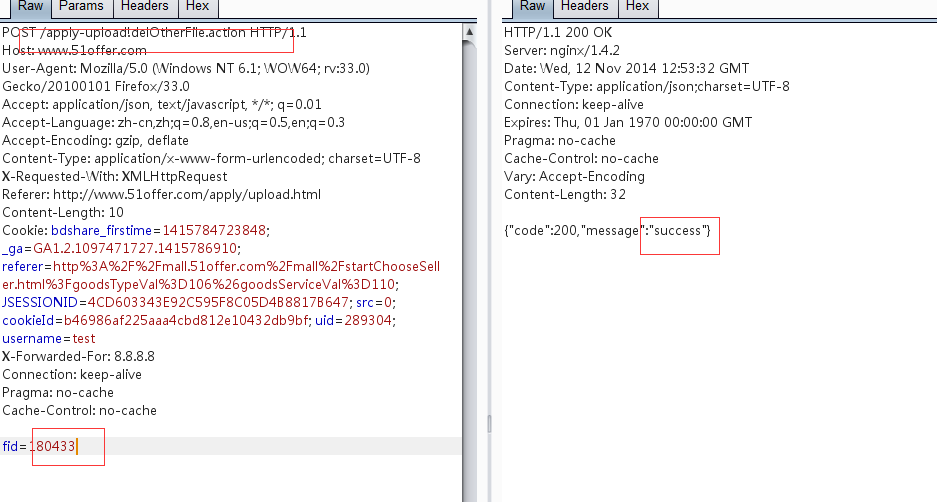 Raw Params Headers Hex
POST /apply-upload!delOtherFile.action HTTP/1.1
Host: www.51offer.com
User-Agent: Mozilla/5.0 (Windows NT 6.1; WOW64; rv:33.0)
Gecko/20100101 Firefox/33.0
Accept: application/json, text/javascript, */*; q=0.01
Accept-Language: zh-cn,zh;q=0.8,en-us;q=0.5,en;q=0.3
Accept-Encoding: gzip, deflate
Content-Type: application/x-www-form-urlencoded; charset=UTF-8
X-Requested-With: XMLHttpRequest
Referer: http://www.51offer.com/apply/upload.html
Content-Length: 10
Cookie: bdshare_firstime=1415784723848;
_ga=GA1.2.1097471727.1415786910;
referer=http%3A%2F%2Fmall.51offer.com%2Fmall%2FstartChooseSell
er.html%3FgoodsTypeVal%3D106%26goodsServiceVal%3D110;
JSESSIONID=4CD603343E92C595F8C05D4B8817B647; src=0;
cookieId=b46986af225aaa4cbd812e10432db9bf; uid=289304;
username=test
X-Forwarded-For: 8.8.8.8
Connection: keep-alive
Pragma: no-cache
Cache-Control: no-cache
fid=180433
Raw Headers Hex
HTTP/1.1 200 OK
Server: nginx/1.4.2
Date: Wed, 12 Nov 2014 12:53:32 GMT
Content-Type: application/json;charset=UTF-8
Connection: keep-alive
Expires: Thu, 01 Jan 1970 00:00:00 GMT
Pragma: no-cache
Cache-Control: no-cache
Vary: Accept-Encoding
Content-Length: 32
{"code":200,"message":"success"}